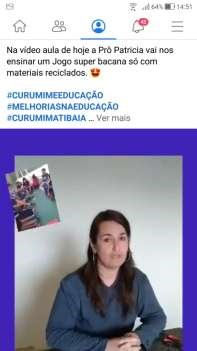 64% 14:51
43
Na vídeo aula de hoje a Prô Patricia vai nos
ensinar um Jogo super bacana só com
materiais reciclados. 🤩
#CURUMIMEEDUCAÇÃO
#MELHORIASNAEDUCAÇÃO
#CURUMIMATIBAIA ... Ver mais